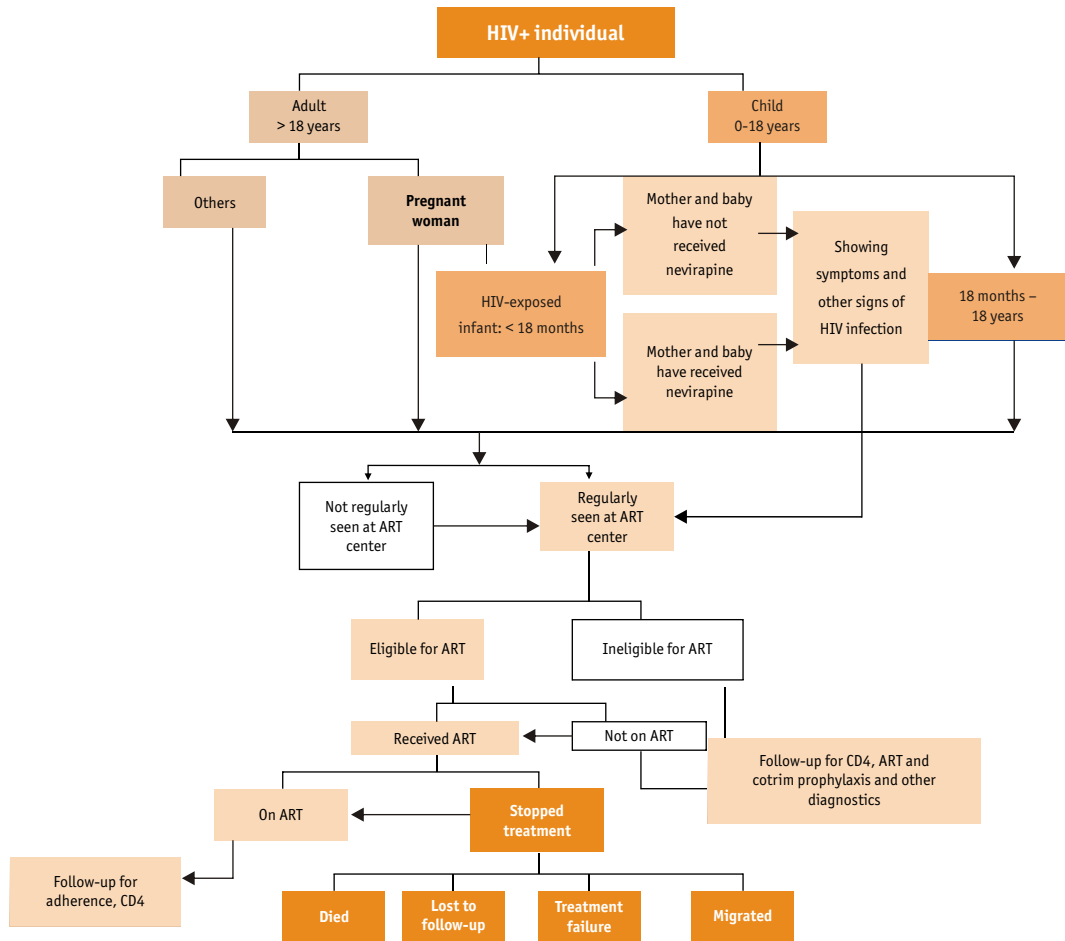 HIV+ individual
Adult
> 18 years
Child
0-18 years
Others
Pregnant
woman
Mother and baby
have not
received
nevirapine
Showing
symptoms and
other signs of
HIV infection
HIV-exposed
infant: < 18 months
18 months –
18 years
Mother and baby
have received
nevirapine
Not regularly
seen at ART
center
Regularly
seen at ART
center
Eligible for ART
Ineligible for ART
Received ART
Not on ART
Follow-up for CD4, ART and
cotrim prophylaxis and other
diagnostics
On ART
Stopped
treatment
Follow-up for
adherence, CD4
Died
Lost to
follow-up
Treatment
failure
Migrated